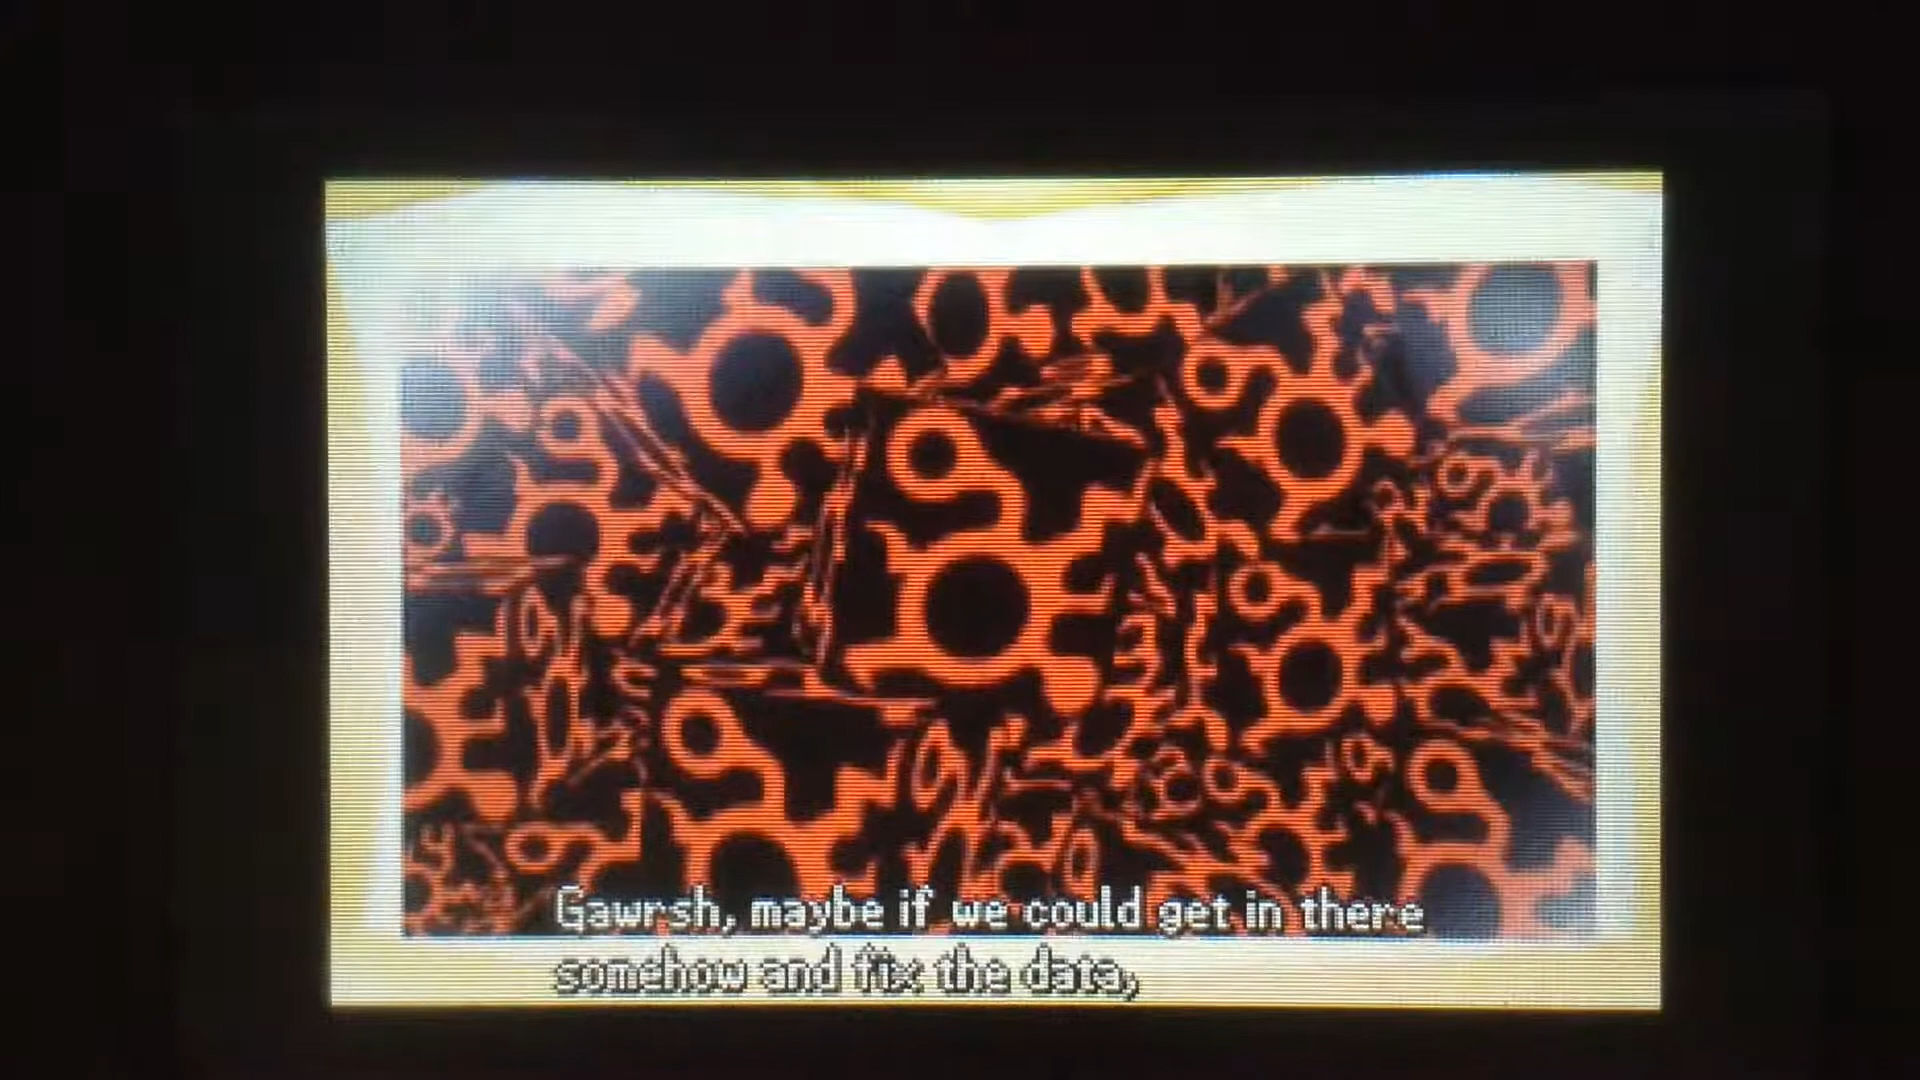 Gawrsh, maybe if we could get in there
somehow and fix the data,